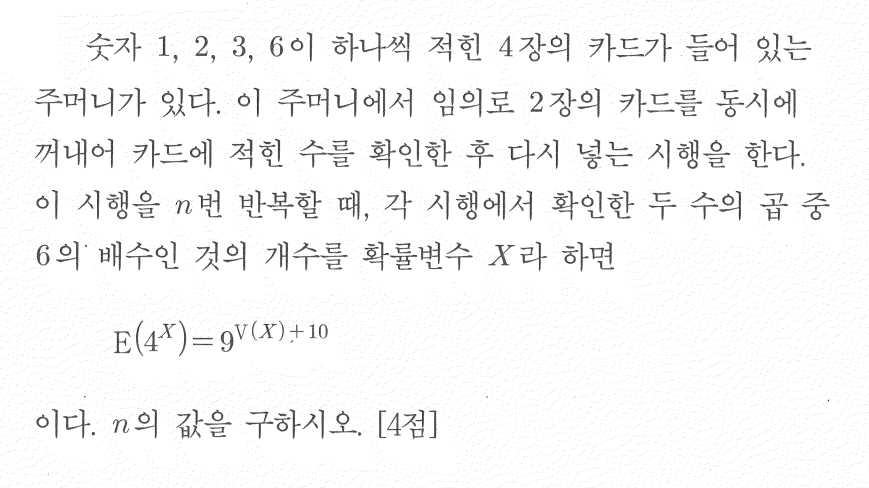 숫자 1, 2, 3, 6이 하나씩 적힌 4장의 카드가 들어 있는
주머니가 있다. 이 주머니에서 임의로 2장의 카드를 동시에
꺼내어 카드에 적힌 수를 확인한 후 다시 넣는 시행을 한다.
이 시행을 n번 반복할 때, 각 시행에서 확인한 두 수의 곱 중
6의 배수인 것의 개수를 확률변수 X라 하면
E(4^X)=9^{V(X)+10}
이다. n의 값을 구하시오. [4점]